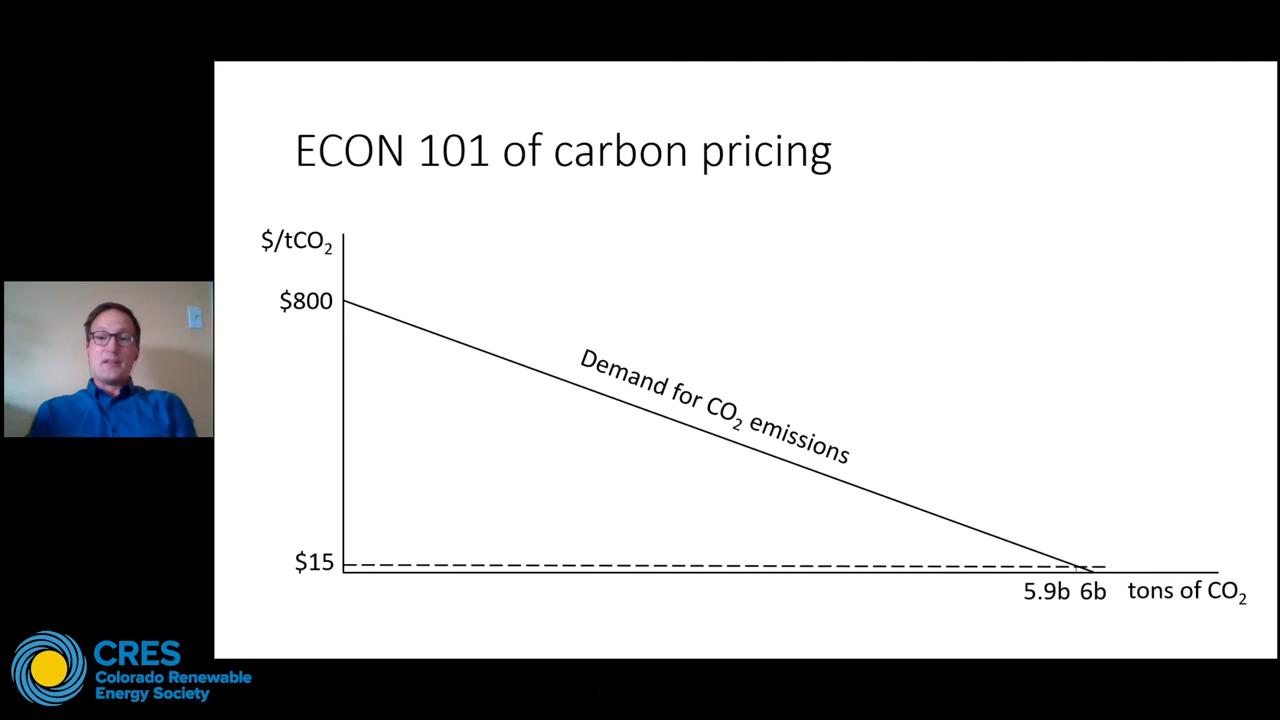 ECON 101 of carbon pricing
$/tCO₂
$800
Demand for CO₂ emissions
$15
5.9b 6b tons of CO₂
CRES
Colorado Renewable
Energy Society